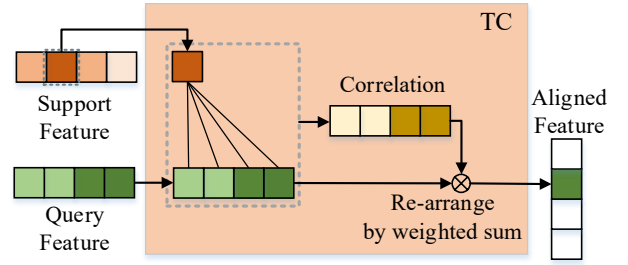 TC
Support
Feature
Correlation
Aligned
Feature
Query
Feature
Re-arrange
by weighted sum